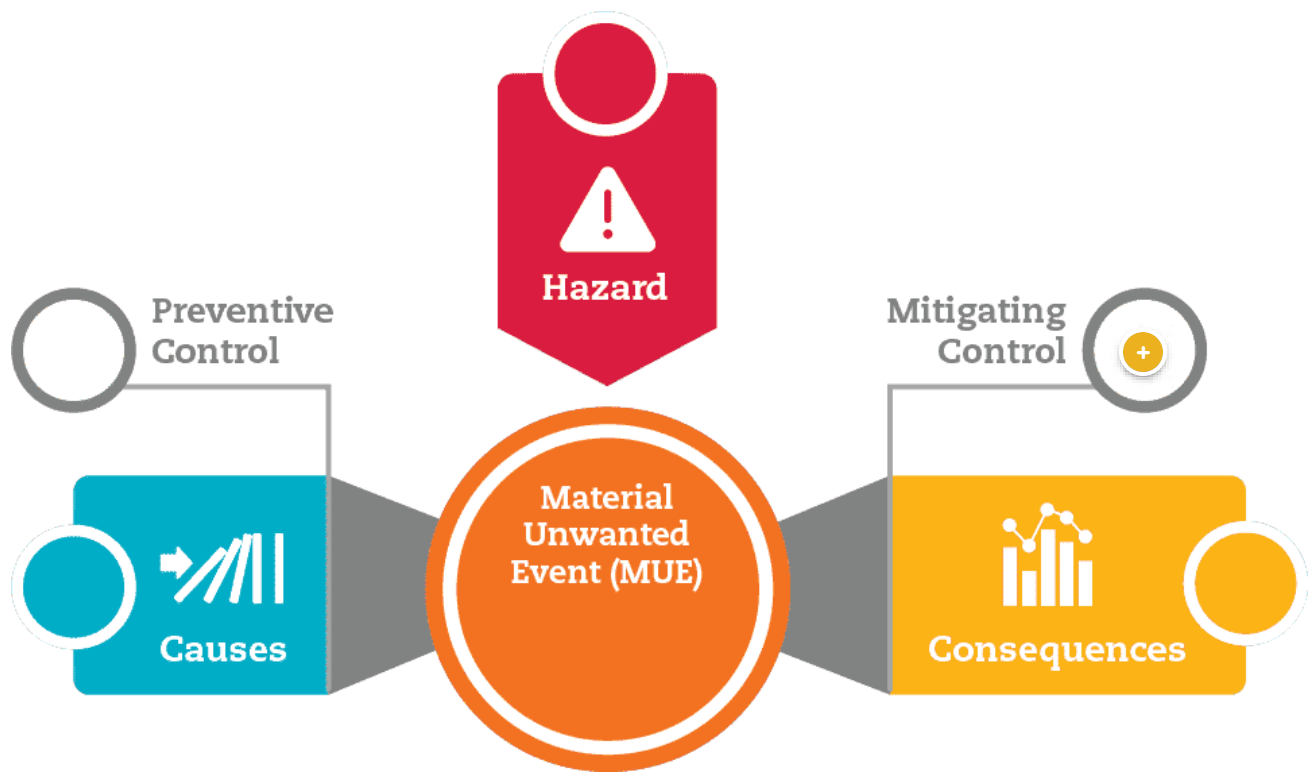 Hazard
Preventive
Control
Mitigating
Control
Material
Unwanted
Event (MUE)
Causes
Consequences